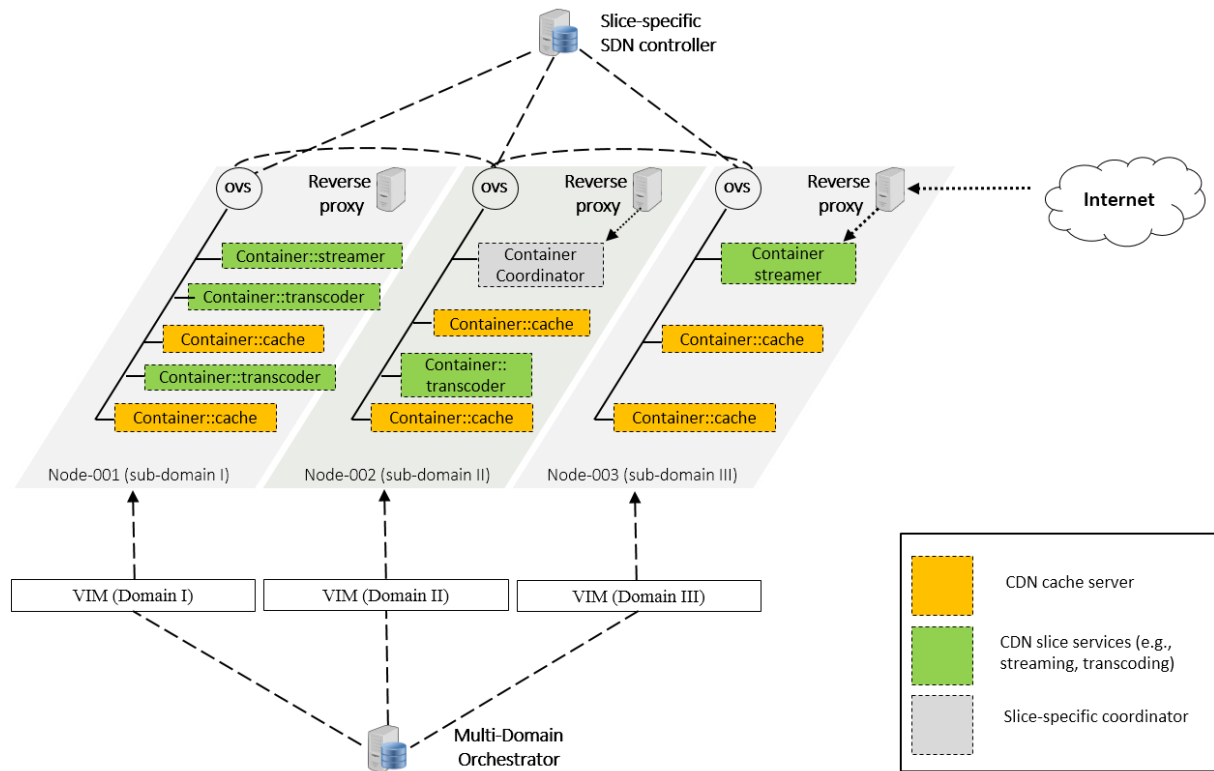 Slice-specific
SDN controller
ovs
Reverse
proxy
ovs
Reverse
proxy
ovs
Reverse
proxy
Internet
Container::streamer
Container::transcoder
Container::cache
Container::transcoder
Container::cache
Container
Coordinator
Container::cache
Container::
transcoder
Container::cache
Container
streamer
Container::cache
Container::cache
Node-001 (sub-domain I)
Node-002 (sub-domain II)
Node-003 (sub-domain III)
VIM (Domain I)
VIM (Domain II)
VIM (Domain III)
Multi-Domain
Orchestrator
CDN cache server
CDN slice services (e.g.,
streaming, transcoding)
Slice-specific coordinator